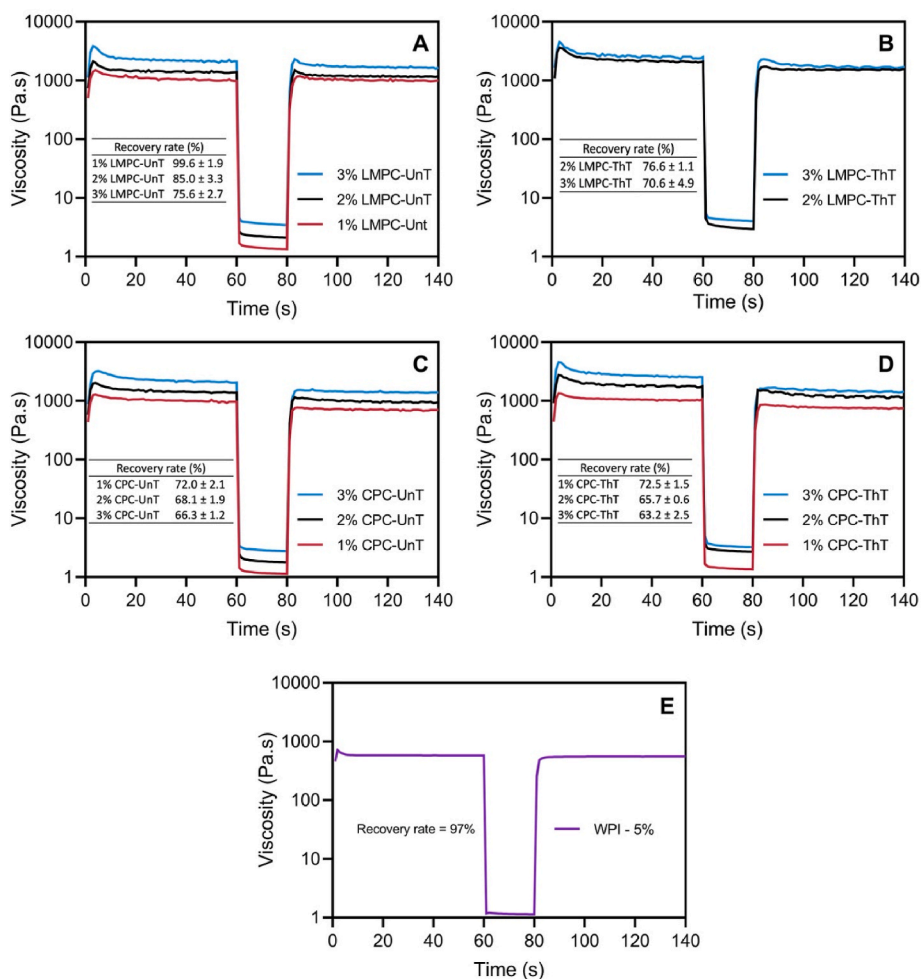 A
Viscosity (Pa.s)
10000
1000
100
10
1
Recovery rate (%)
1% LMPC-UnT 99.6 ± 1.9
2% LMPC-UnT 85.0 ± 3.3
3% LMPC-UnT 75.6 ± 2.7
3% LMPC-UnT
2% LMPC-UnT
1% LMPC-Unt
0 20 40 60 80 100 120 140
Time (s)
B
Viscosity (Pa.s)
10000
1000
100
10
1
Recovery rate (%)
2% LMPC-ThT 76.6 ± 1.1
3% LMPC-ThT 70.6 ± 4.9
3% LMPC-ThT
2% LMPC-ThT
0 20 40 60 80 100 120 140
Time (s)
C
Viscosity (Pa.s)
10000
1000
100
10
1
Recovery rate (%)
1% CPC-UnT 72.0 ± 2.1
2% CPC-UnT 68.1 ± 1.9
3% CPC-UnT 66.3 ± 1.2
3% CPC-UnT
2% CPC-UnT
1% CPC-UnT
0 20 40 60 80 100 120 140
Time (s)
D
Viscosity (Pa.s)
10000
1000
100
10
1
Recovery rate (%)
1% CPC-ThT 72.5 ± 1.5
2% CPC-ThT 65.7 ± 0.6
3% CPC-ThT 63.2 ± 2.5
3% CPC-ThT
2% CPC-ThT
1% CPC-ThT
0 20 40 60 80 100 120 140
Time (s)
E
Viscosity (Pa.s)
10000
1000
100
10
1
Recovery rate = 97%
WPI - 5%
0 20 40 60 80 100 120 140
Time (s)